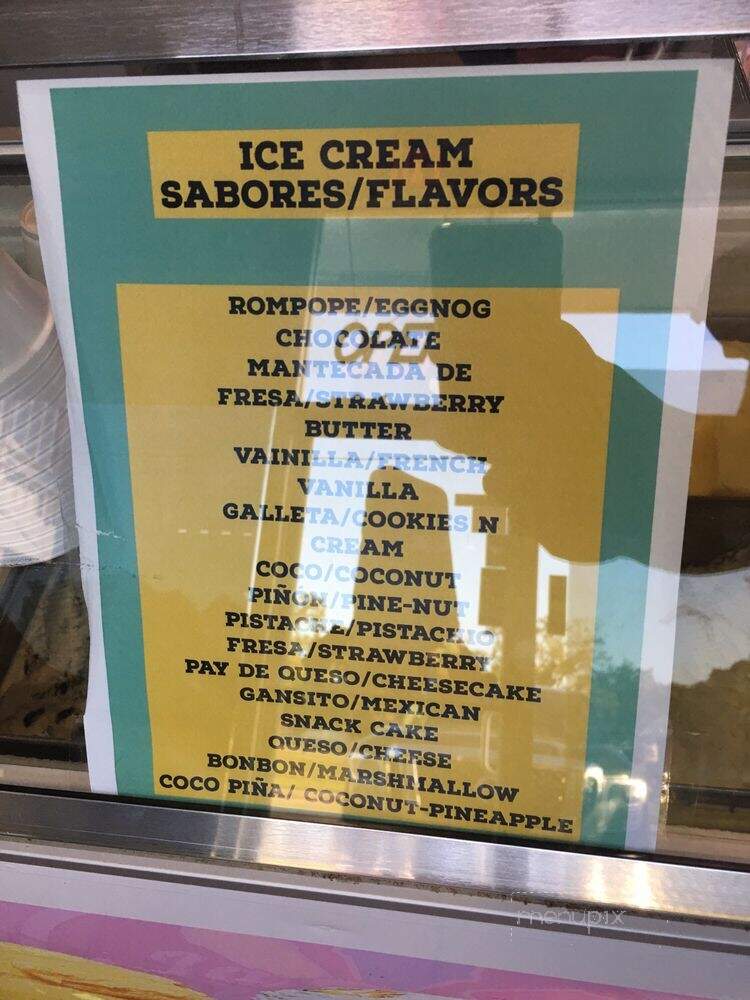 ICE CREAM
SABORES/FLAVORS
ROMPOPE/EGGNOG
CHOCOLATE
MANTECADA DE
FRESA/STRAWBERRY
BUTTER
VAINILLA/FRENCH
VANILLA
GALLETA/COOKIES N
CREAM
COCO/COCONUT
PIÑON/PINE-NUT
PISTACHE/PISTACHIO
FRESA/STRAWBERRY
PAY DE QUESO/CHEESECAKE
GANSITO/MEXICAN
SNACK CAKE
QUESO/CHEESE
BONBON/MARSHMALLOW
COCO PIÑA/ COCONUT-PINEAPPLE
menupix